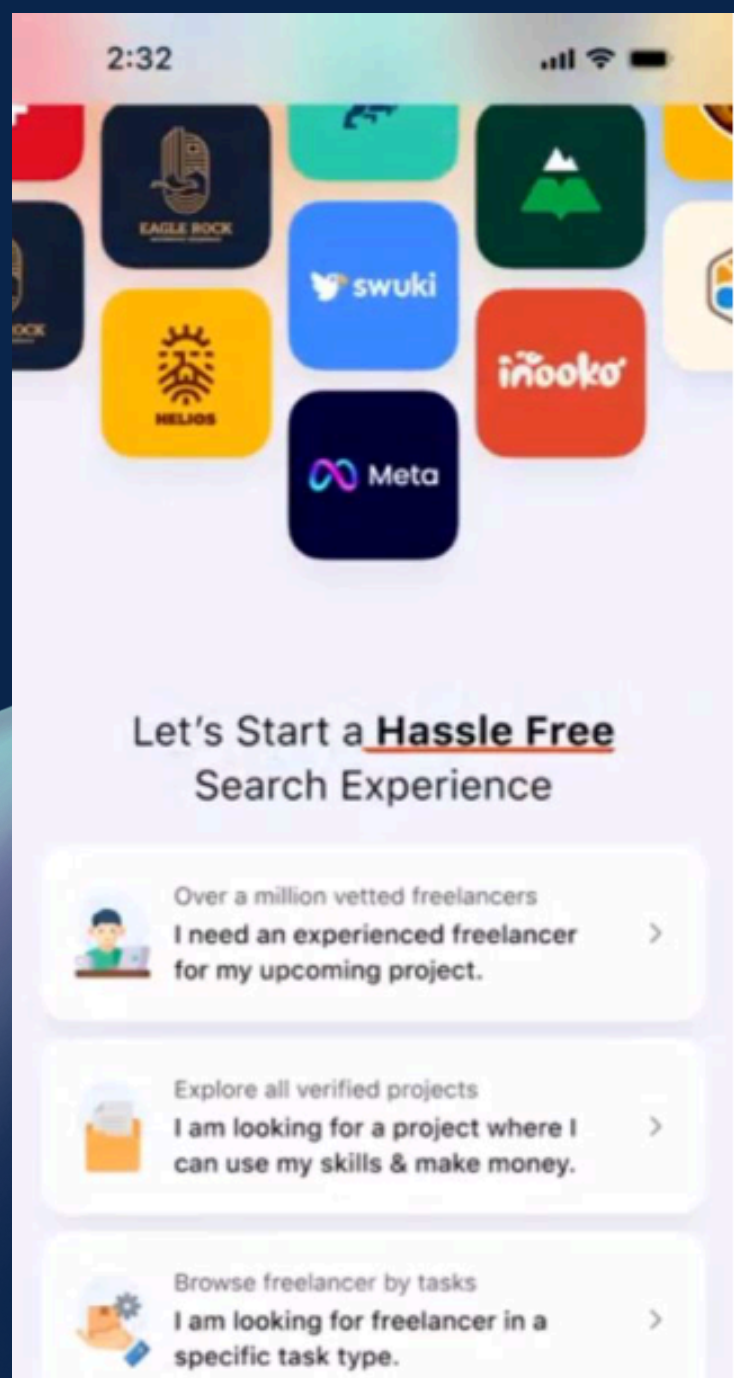 2:32
EAGLE ROCK
swuki
OCK
iñooko
HELIOS
Meta
Let's Start a Hassle Free
Search Experience
Over a million vetted freelancers
I need an experienced freelancer
for my upcoming project.
Explore all verified projects
I am looking for a project where I
can use my skills & make money.
Browse freelancer by tasks
I am looking for freelancer in a
specific task type.